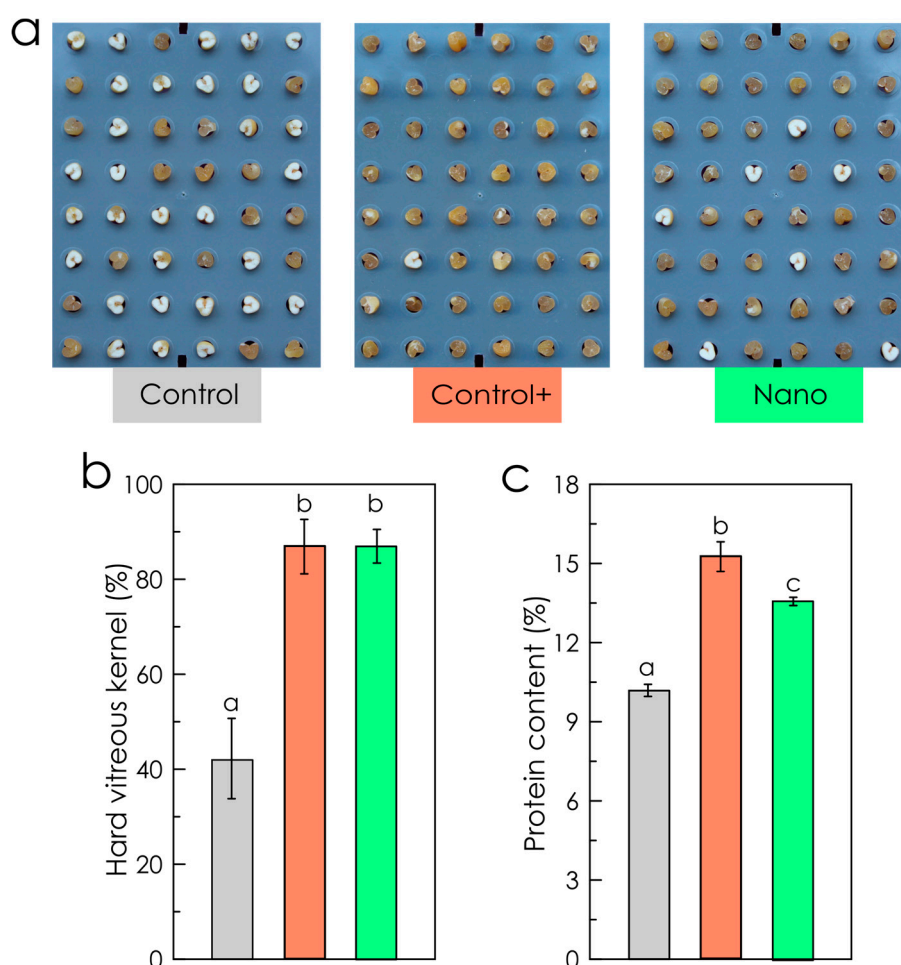 a
Control
Control+
Nano
b
Hard vitreous kernel (%)
100
80
60
40
20
0
a
b
b
c
Protein content (%)
18
15
12
9
6
3
0
a
b
c